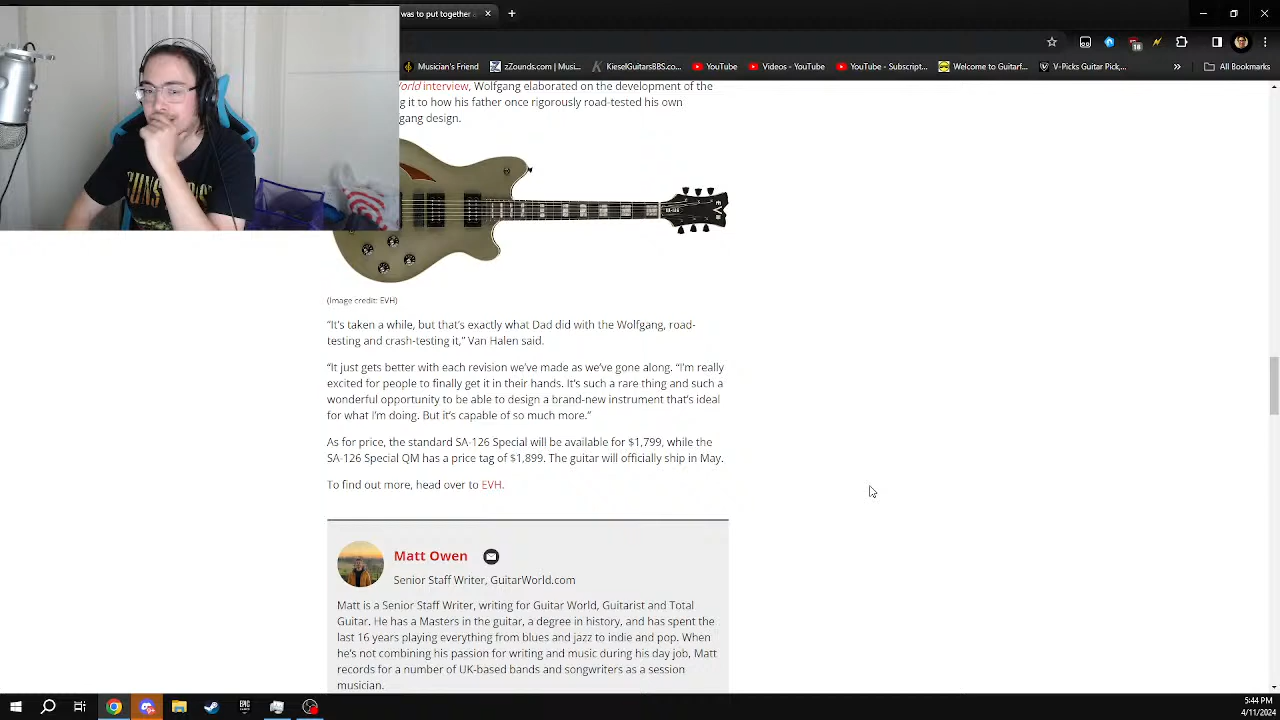 was to put together
18
Musician's Friend
zZounds.com | Musi...
KieselGuitarsBBS.co...
YouTube
Videos - YouTube
YouTube - Subscript...
Welcome to Guitarf...
V-Picks Guitar Pick,...
»
All Bookmarks
World interview, Wolfgang elaborated on the development of the
g it to how his father once rigorously road-tested his own
gang design.
(Image credit: EVH)
“It’s taken a while, but that’s exactly what Dad did with the Wolfgang, road-
testing and crash-testing it,” Van Halen said.
“It just gets better with each revision we’ve made as we’ve gone along. “I’m really
excited for people to finally get it in their hands. It’s such a rare thing and such a
wonderful opportunity to be able to design a brand-new instrument that’s ideal
for what I’m doing. But it’s capable of so much more.”
As for price, the standard SA-126 Special will be available for $1,799, while the
SA-126 Special QM has a price tag of $1,899. The guitar will officially ship in May.
To find out more, head over to EVH.
Matt Owen
Senior Staff Writer, GuitarWorld.com
Matt is a Senior Staff Writer, writing for Guitar World, Guitarist and Total
Guitar. He has a Masters in the guitar, a degree in history, and has spent the
last 16 years playing everything from blues and jazz to indie and pop. When
he’s not combining his passion for writing and music during his day job, Matt
records for a number of UK-based bands and songwriters as a session
musician.
5:44 PM
4/11/2024